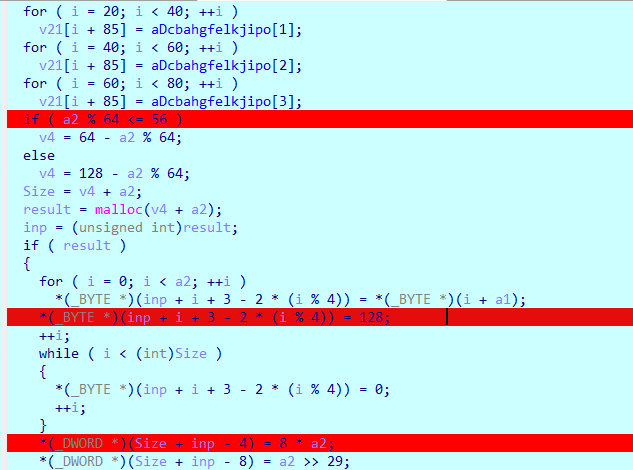 for ( i = 20; i < 40; ++i )
v21[i + 85] = aDcbahgfelkjipo[1];
for ( i = 40; i < 60; ++i )
v21[i + 85] = aDcbahgfelkjipo[2];
for ( i = 60; i < 80; ++i )
v21[i + 85] = aDcbahgfelkjipo[3];
if ( a2 % 64 <= 56 )
v4 = 64 - a2 % 64;
else
v4 = 128 - a2 % 64;
Size = v4 + a2;
result = malloc(v4 + a2);
inp = (unsigned int)result;
if ( result )
{
for ( i = 0; i < a2; ++i )
*(_BYTE *)(inp + i + 3 - 2 * (i % 4)) = *(_BYTE *)(i + a1);
*(_BYTE *)(inp + i + 3 - 2 * (i % 4)) = 128;
++i;
while ( i < (int)Size )
{
*(_BYTE *)(inp + i + 3 - 2 * (i % 4)) = 0;
++i;
}
*(_DWORD *)(Size + inp - 4) = 8 * a2;
*(_DWORD *)(Size + inp - 8) = a2 >> 29;